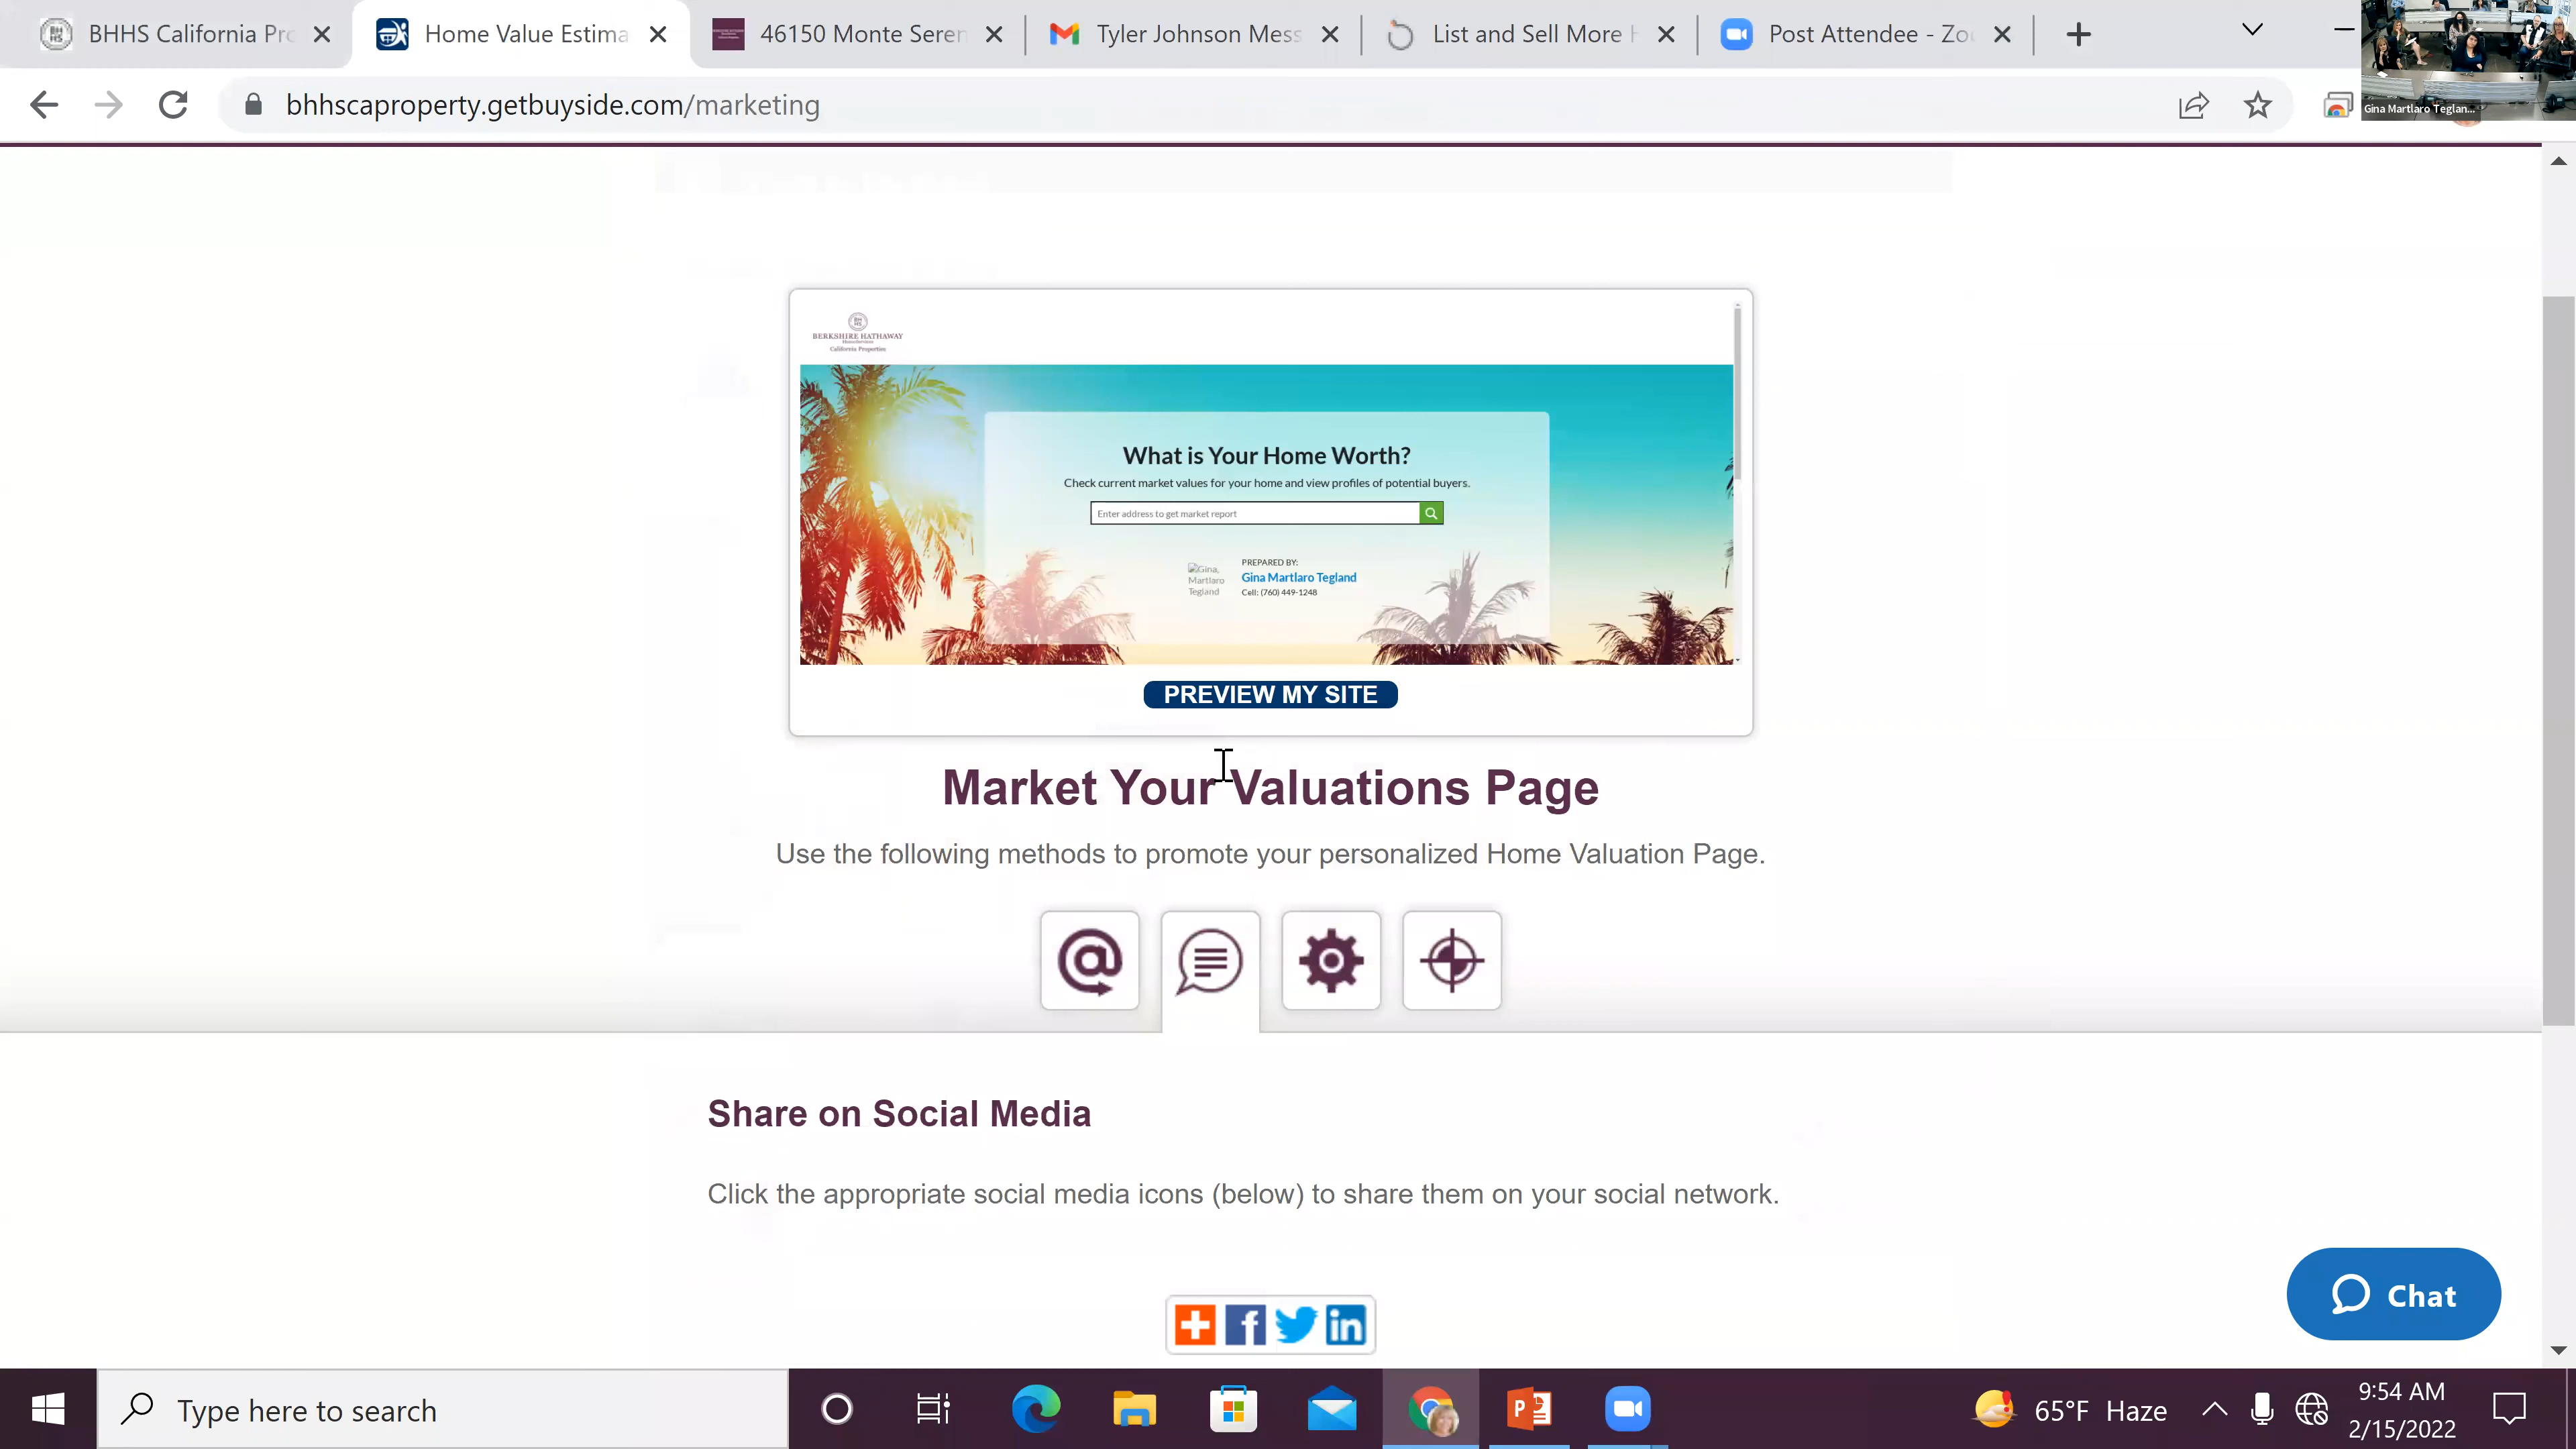 BHHS California Pro
Home Value Estima
46150 Monte Seren
Tyler Johnson Mess
List and Sell More
Post Attendee - Zoo
bhhscaproperty.getbuyside.com/marketing
Gina Martlaro Teglan...
BERKSHIRE HATHAWAY
HomeServices
California Properties
What is Your Home Worth?
Check current market values for your home and view profiles of potential buyers.
Enter address to get market report
Gina,
Martlaro
Tegland
PREPARED BY:
Gina Martlaro Tegland
Cell: (760) 449-1248
PREVIEW MY SITE
Market Your Valuations Page
Use the following methods to promote your personalized Home Valuation Page.
Share on Social Media
Click the appropriate social media icons (below) to share them on your social network.
Chat
Type here to search
65°F Haze
9:54 AM
2/15/2022